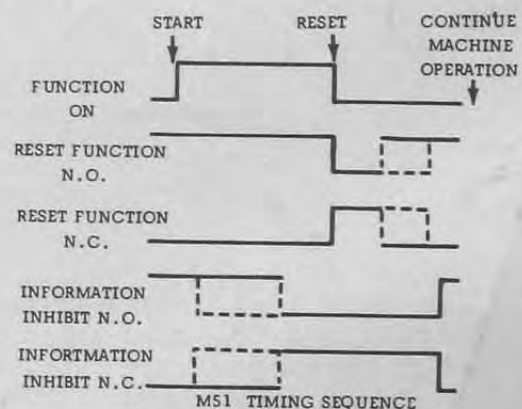 START RESET CONTINUE
MACHINE
OPERATION
FUNCTION
ON
RESET FUNCTION
N.O.
RESET FUNCTION
N.C.
INFORMATION
INHIBIT N.O.
INFORTMATION
INHIBIT N.C.
M51 TIMING SEQUENCE